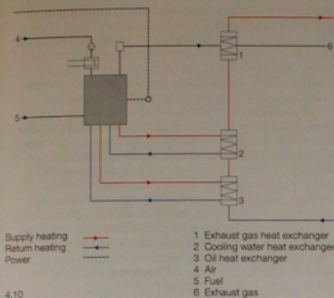 4
6
1
5
2
3
Supply heating
Return heating
Power
1 Exhaust gas heat exchanger
2 Cooling water heat exchanger
3 Oil heat exchanger
4 Air
5 Fuel
6 Exhaust gas
4.10